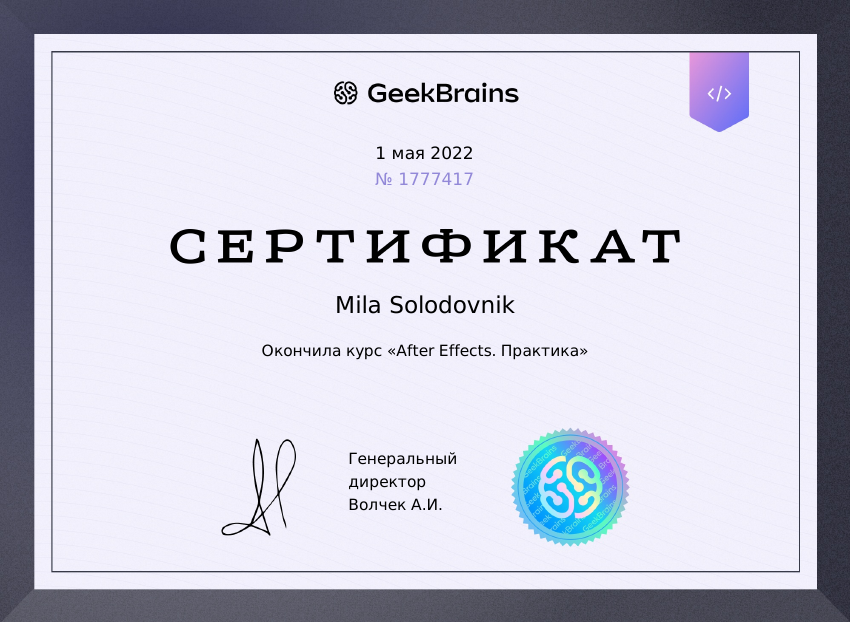 GeekBrains
1 мая 2022
№ 1777417
СЕРТИФИКАТ
Mila Solodovnik
Окончила курс «After Effects. Практика»
Генеральный
директор
Волчек А.И.